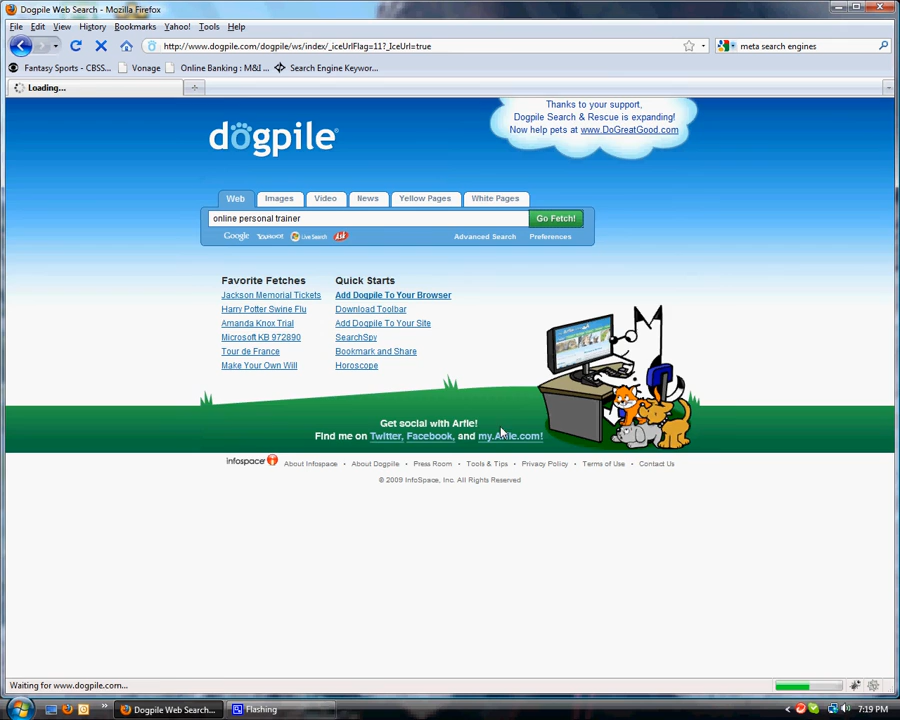 Dogpile Web Search - Mozilla Firefox
File Edit View History Bookmarks Yahoo! Tools Help
http://www.dogpile.com/dogpile/ws/index/_iceUrlFlag=11?_IceUrl=true
meta search engines
Fantasy Sports - CBSS... Vonage Online Banking : M&I ... Search Engine Keywor...
Loading...
Thanks to your support,
Dogpile Search & Rescue is expanding!
Now help pets at www.DoGreatGood.com
dogpile
Web Images Video News Yellow Pages White Pages
online personal trainer Go Fetch!
Google YAHOO! Live Search Ask Advanced Search Preferences
Favorite Fetches Quick Starts
Jackson Memorial Tickets Add Dogpile To Your Browser
Harry Potter Swine Flu Download Toolbar
Amanda Knox Trial Add Dogpile To Your Site
Microsoft KB 972890 SearchSpy
Tour de France Bookmark and Share
Make Your Own Will Horoscope
Get social with Arfie!
Find me on Twitter, Facebook, and my.Arfie.com!
infospace About Infospace • About Dogpile • Press Room • Tools & Tips • Privacy Policy • Terms of Use • Contact Us
© 2009 InfoSpace, Inc. All Rights Reserved
Waiting for www.dogpile.com...
Dogpile Web Search... Flashing 7:19 PM